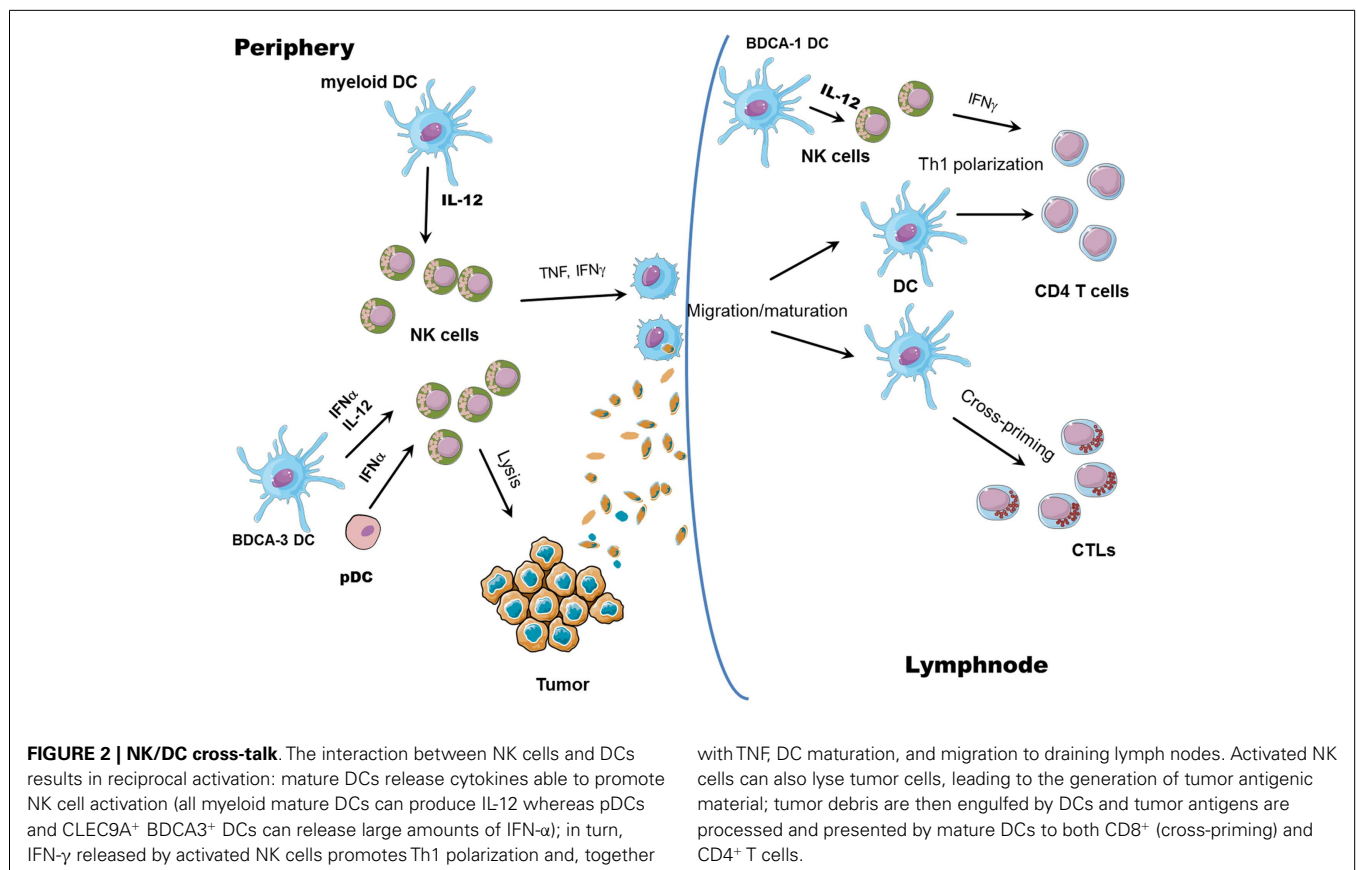 Periphery
myeloid DC
IL-12
NK cells
TNF, IFNγ
IFNα
IL-12
IFNα
BDCA-3 DC
pDC
Lysis
Tumor
BDCA-1 DC
IL-12
NK cells
IFNγ
Th1 polarization
DC
CD4 T cells
Migration/maturation
Cross-priming
CTLs
Lymphnode
FIGURE 2 | NK/DC cross-talk. The interaction between NK cells and DCs
results in reciprocal activation: mature DCs release cytokines able to promote
NK cell activation (all myeloid mature DCs can produce IL-12 whereas pDCs
and CLEC9A⁺ BDCA3⁺ DCs can release large amounts of IFN-α); in turn,
IFN-γ released by activated NK cells promotes Th1 polarization and, together
with TNF, DC maturation, and migration to draining lymph nodes. Activated NK
cells can also lyse tumor cells, leading to the generation of tumor antigenic
material; tumor debris are then engulfed by DCs and tumor antigens are
processed and presented by mature DCs to both CD8⁺ (cross-priming) and
CD4⁺ T cells.